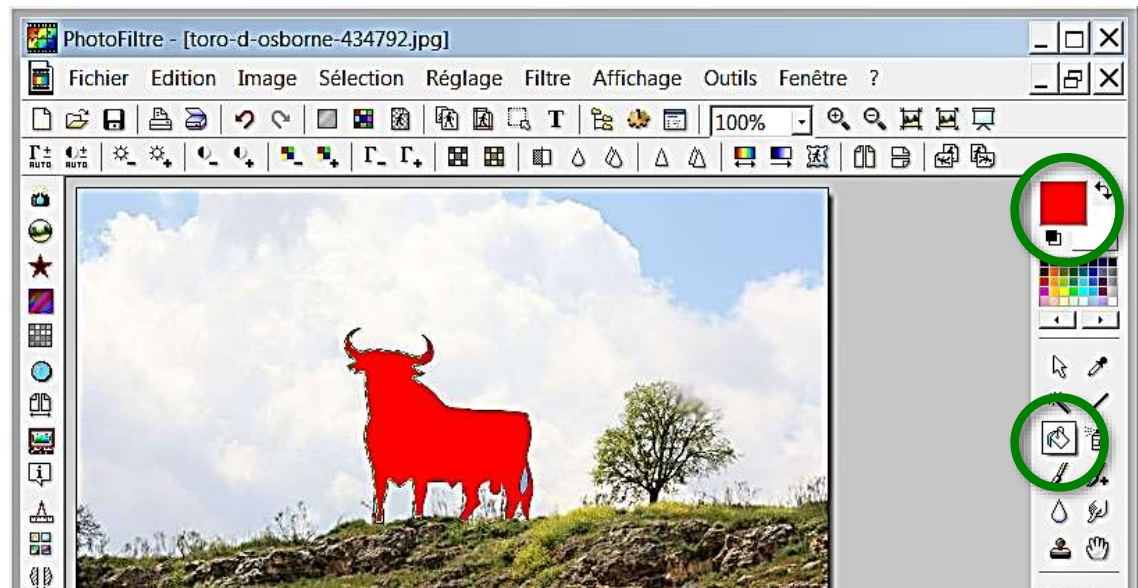 PhotoFiltre - [toro-d-osborne-434792.jpg]
Fichier Edition Image Sélection Réglage Filtre Affichage Outils Fenêtre ?
T 100%
Γ± AUTO AUTO Γ- Γ+